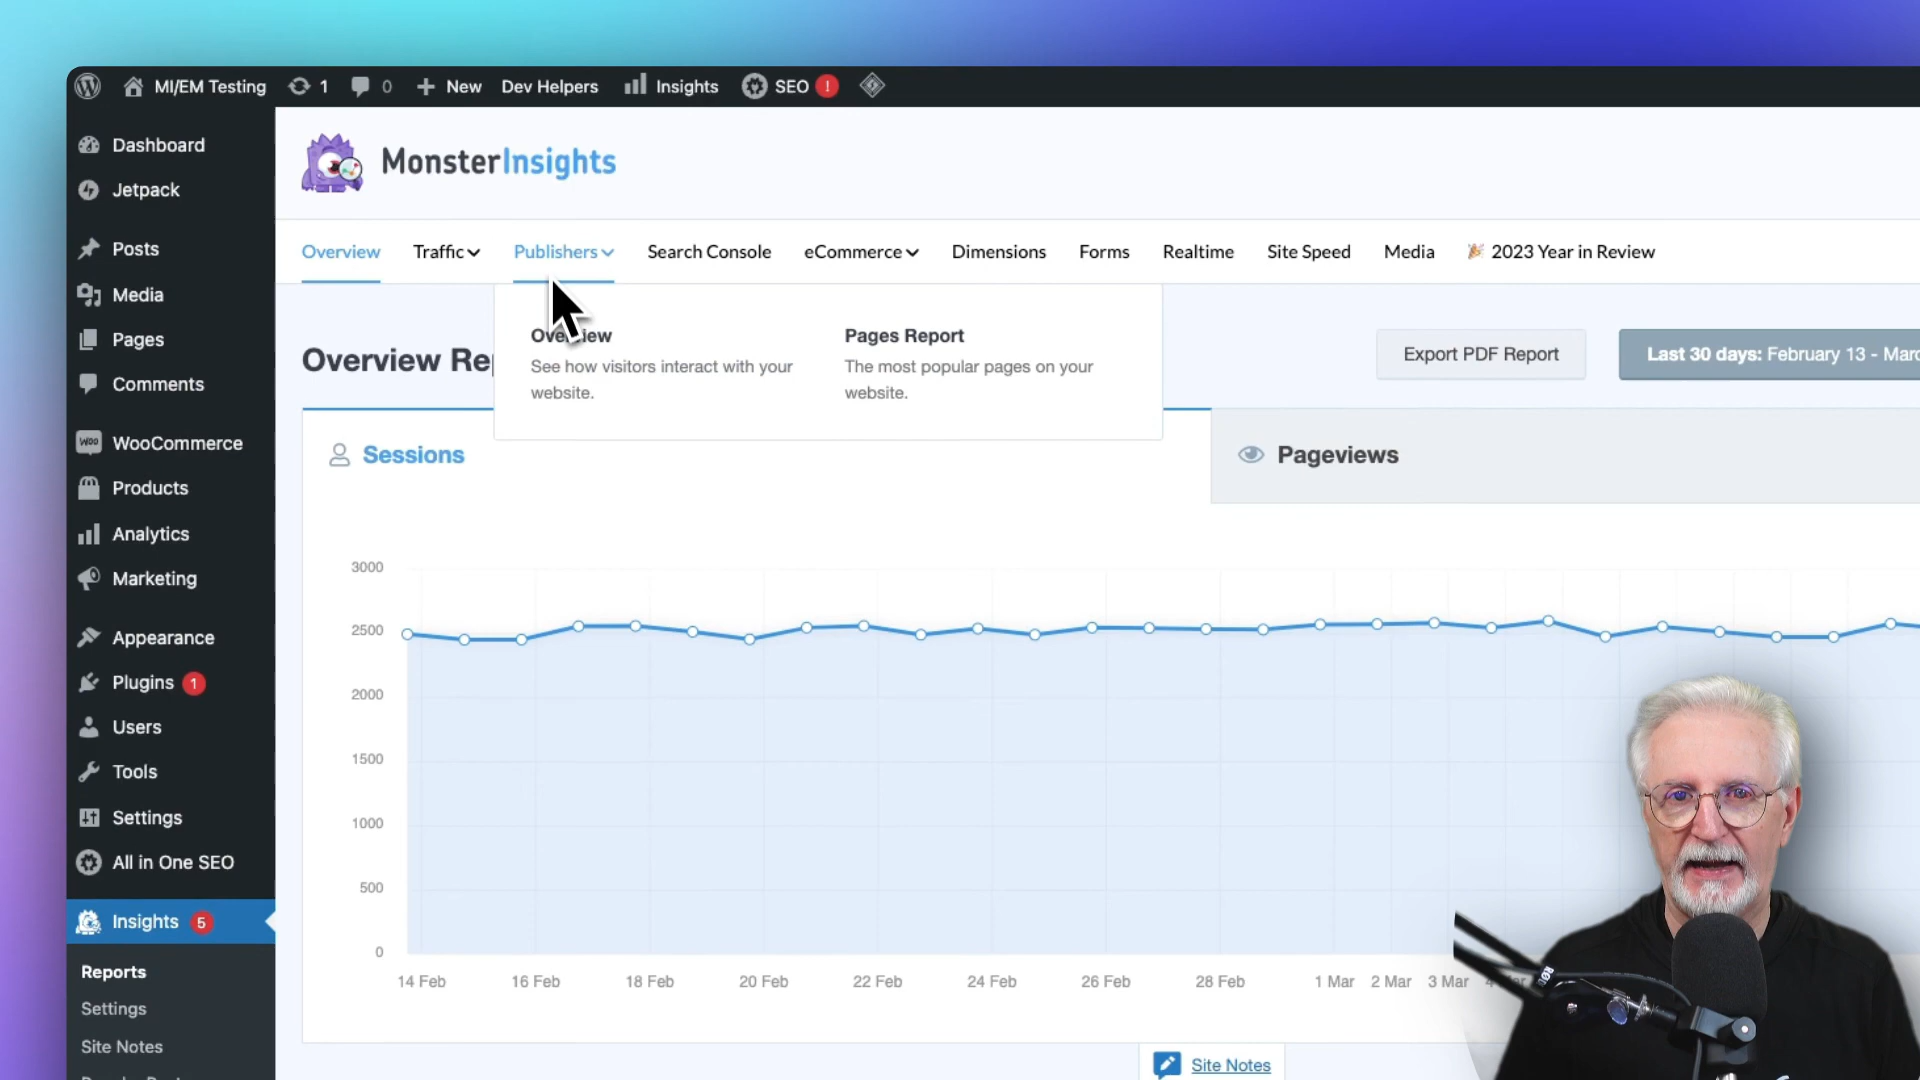 MI/EM Testing
1
0
New
Dev Helpers
Insights
SEO
!
Dashboard
Jetpack
Posts
Media
Pages
Comments
WooCommerce
Products
Analytics
Marketing
Appearance
Plugins 1
Users
Tools
Settings
All in One SEO
Insights 5
Reports
Settings
Site Notes
MonsterInsights
Overview
Traffic
Publishers
Search Console
eCommerce
Dimensions
Forms
Realtime
Site Speed
Media
2023 Year in Review
Overview
See how visitors interact with your
website.
Pages Report
The most popular pages on your
website.
Overview Rep
Export PDF Report
Last 30 days: February 13 - Marc
Sessions
Pageviews
3000
2500
2000
1500
1000
500
0
14 Feb
16 Feb
18 Feb
20 Feb
22 Feb
24 Feb
26 Feb
28 Feb
1 Mar
2 Mar
3 Mar
Site Notes